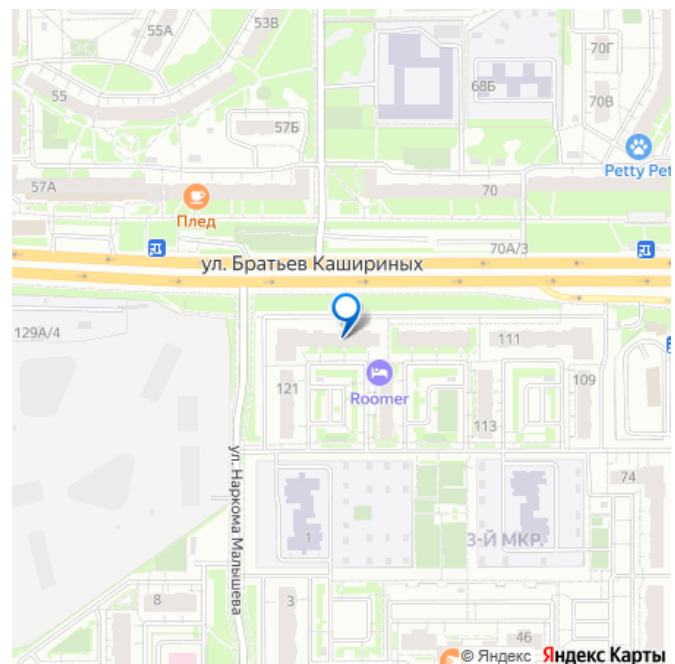 53В
55А
70Г
55
68Б
57Б
70В
Petty Pet
57А
70
Плед
70А/3
ул. Братьев Кашириных
129А/4
111
121
Roomer
109
113
ул. Наркома Малышева
74
1
3-Й МКР.
8
3
46
© Яндекс Яндекс Карты